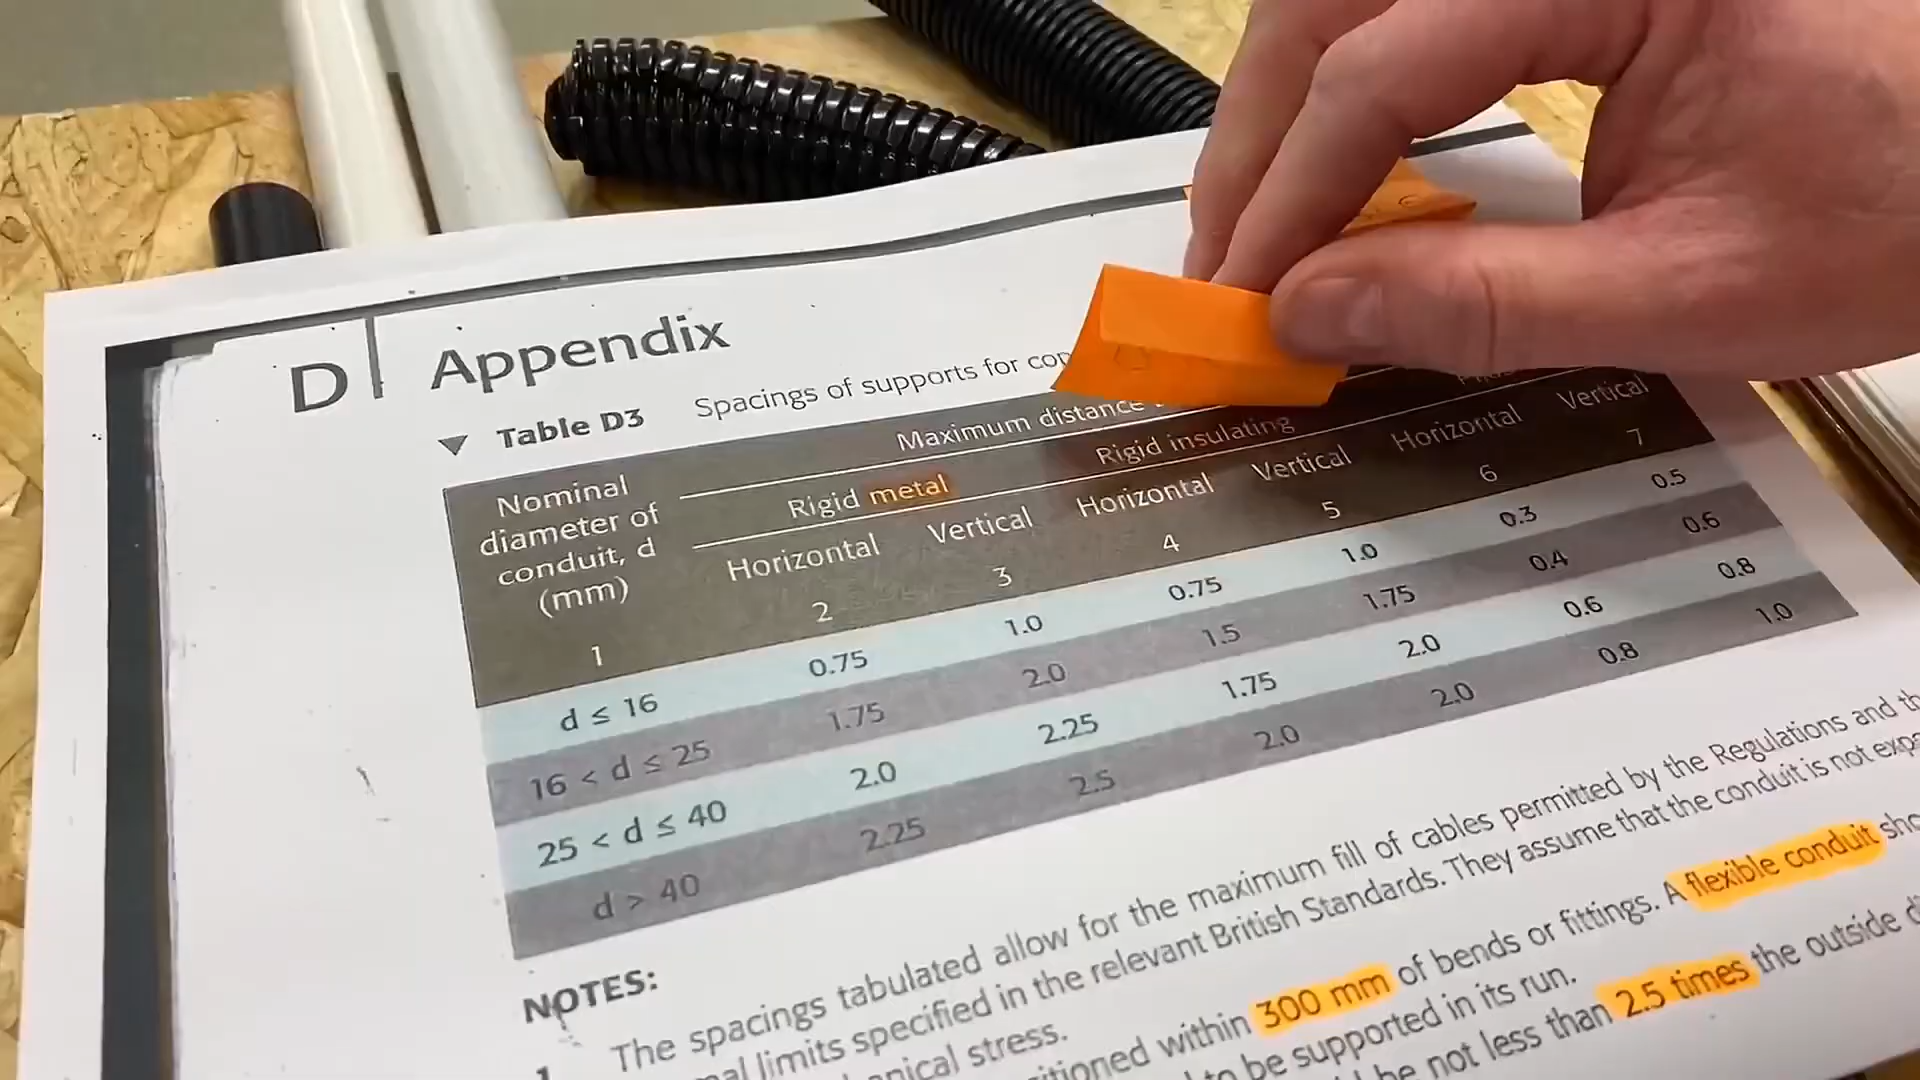 D Appendix
Table D3 Spacings of supports for
Maximum distance
Nominal diameter of conduit, d (mm)
Rigid metal
Rigid insulating
Horizontal Vertical Horizontal Vertical Horizontal Vertical
1 2 3 4 5 6 7
d ≤ 16 0.75 1.0 0.75 1.0 0.3 0.5
16 < d ≤ 25 1.75 2.0 1.5 1.75 0.4 0.6
25 < d ≤ 40 2.0 2.25 1.75 2.0 0.6 0.8
d > 40 2.25 2.5 2.0 2.0 0.8 1.0
NOTES:
1 The spacings tabulated allow for the maximum fill of cables permitted by the Regulations and
limits specified in the relevant British Standards. They assume that the conduit is not
stress.
within 300 mm of bends or fittings. A flexible conduit
to be supported in its run.
be not less than 2.5 times the outside